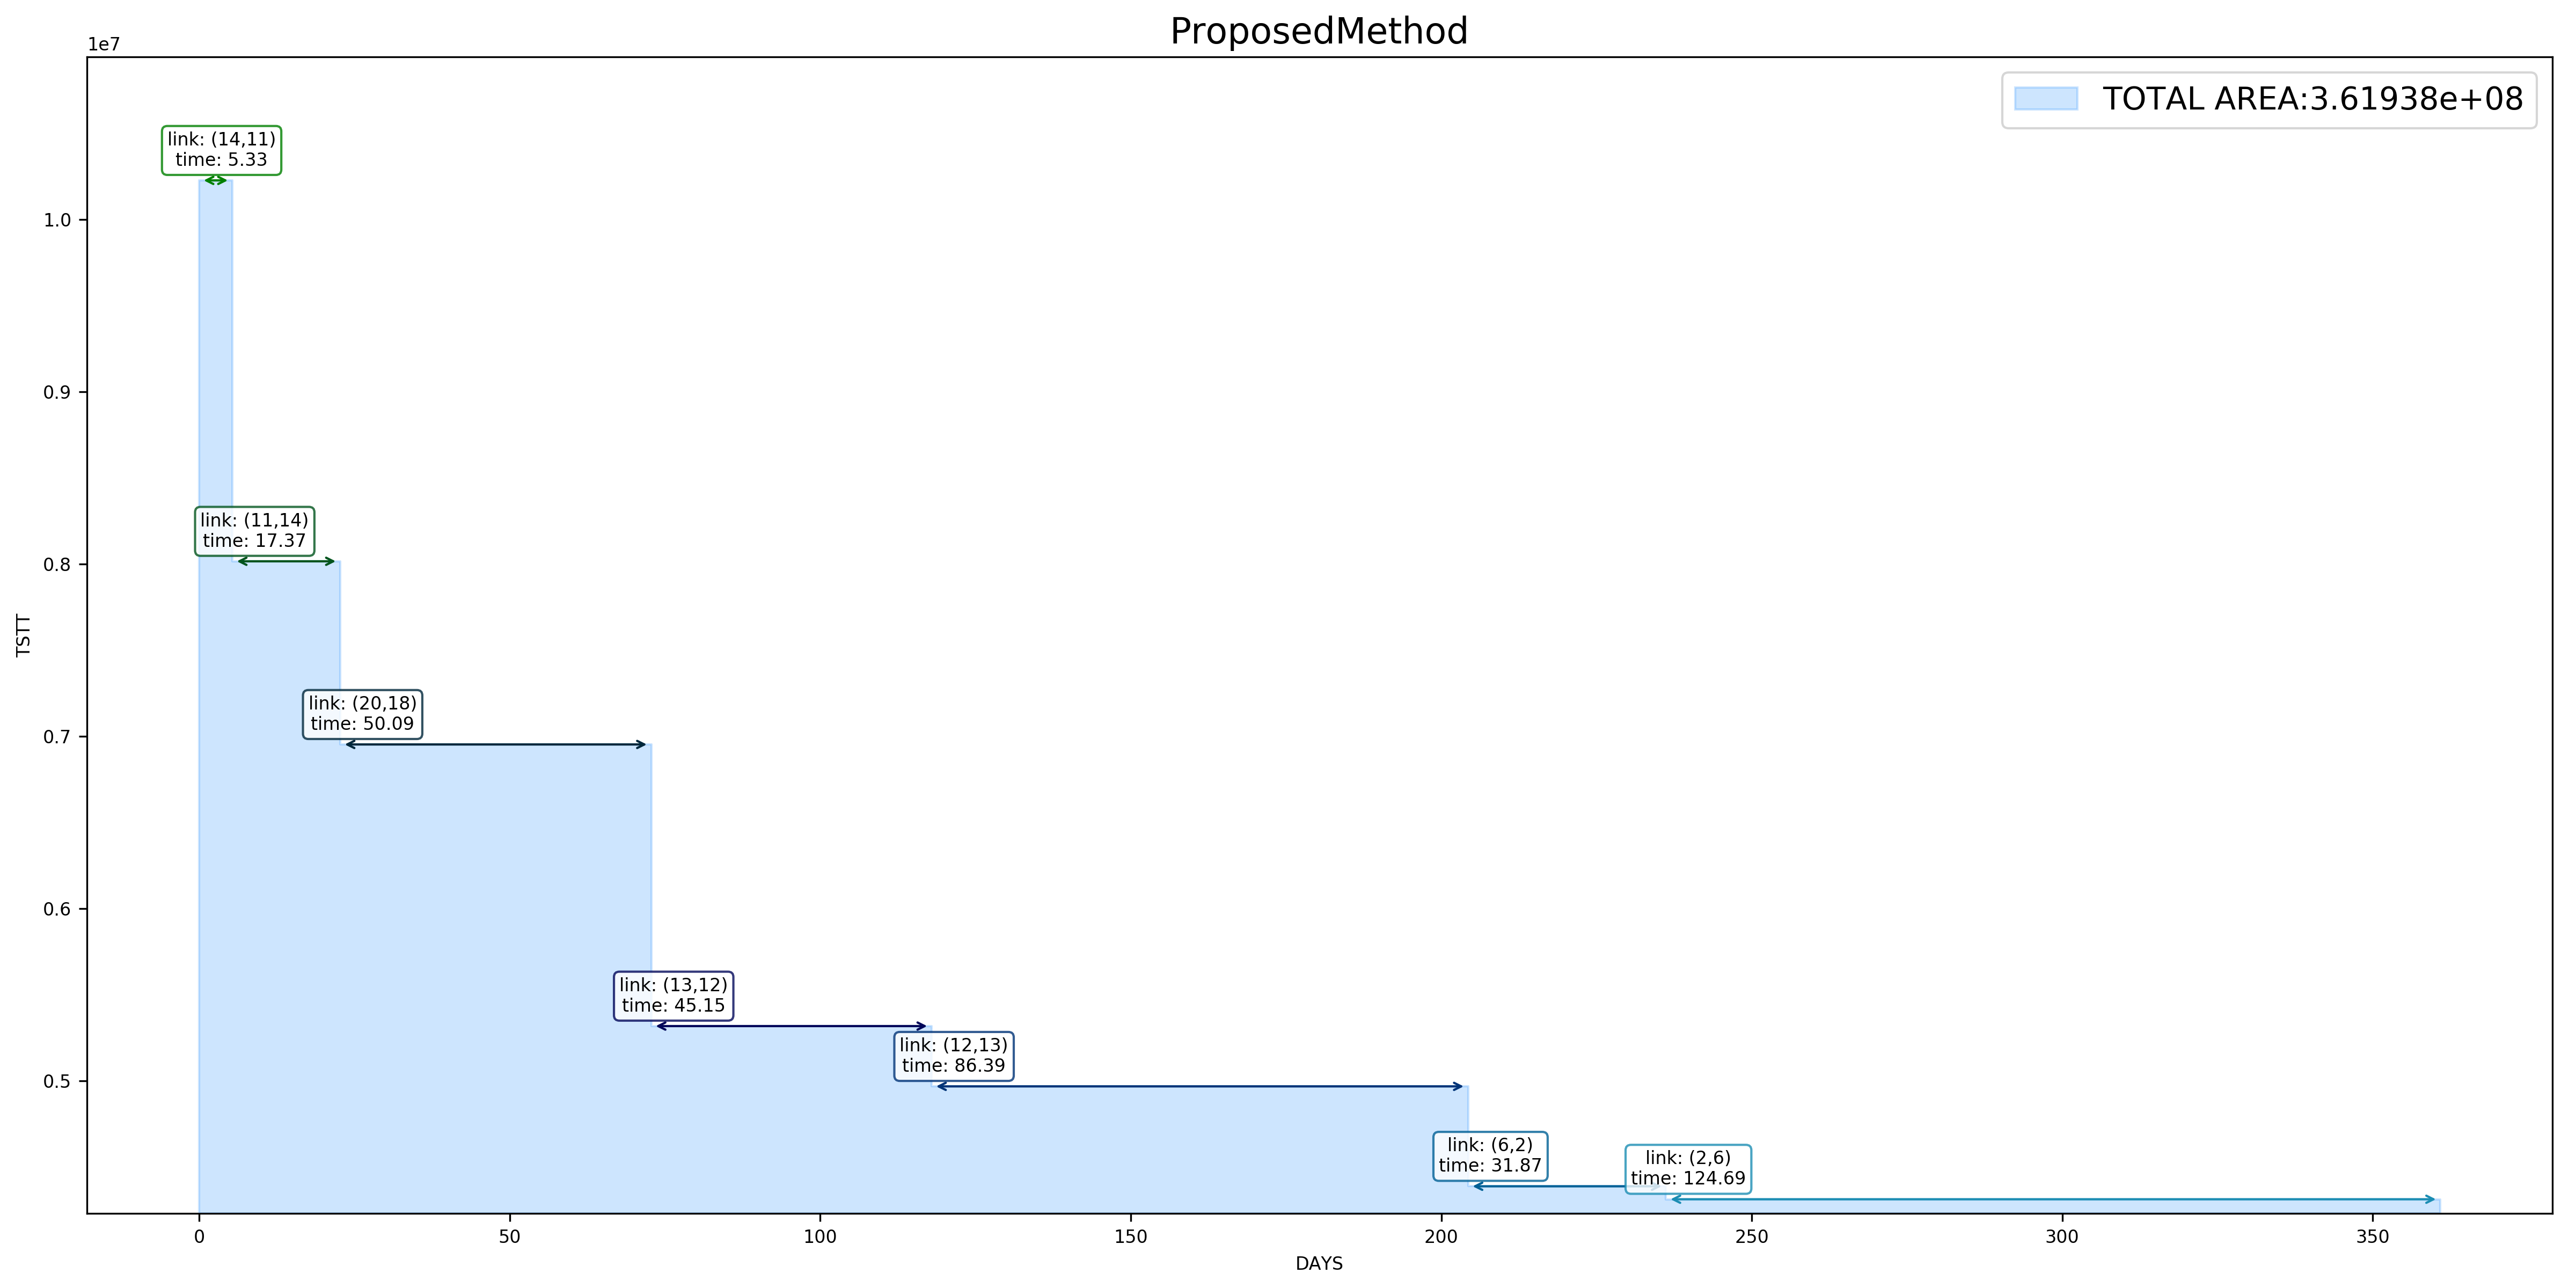 ProposedMethod
1e7
TOTAL AREA:3.61938e+08
link: (14,11)
time: 5.33
1.0
0.9
link: (11,14)
time: 17.37
0.8
link: (20,18)
time: 50.09
0.7
TSTT
0.6
link: (13,12)
time: 45.15
link: (12,13)
time: 86.39
0.5
link: (6,2)
time: 31.87
link: (2,6)
time: 124.69
0 50 100 150 200 250 300 350
DAYS